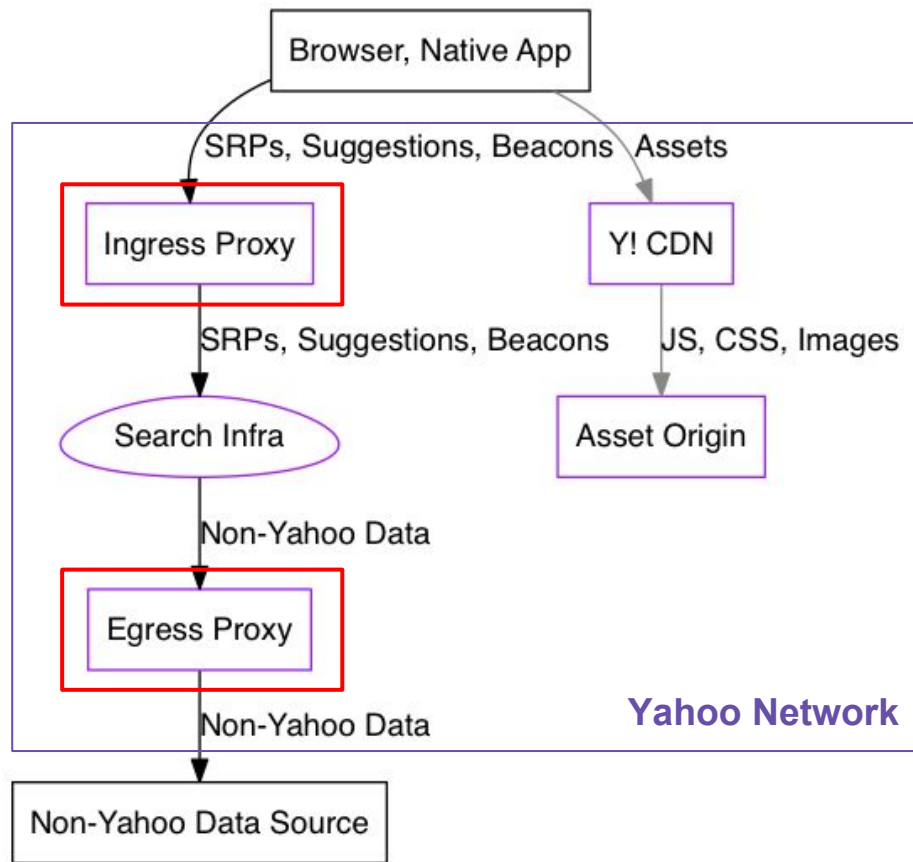 Browser, Native App
SRPs, Suggestions, Beacons
Assets
Ingress Proxy
Y! CDN
SRPs, Suggestions, Beacons
JS, CSS, Images
Search Infra
Asset Origin
Non-Yahoo Data
Egress Proxy
Yahoo Network
Non-Yahoo Data
Non-Yahoo Data Source